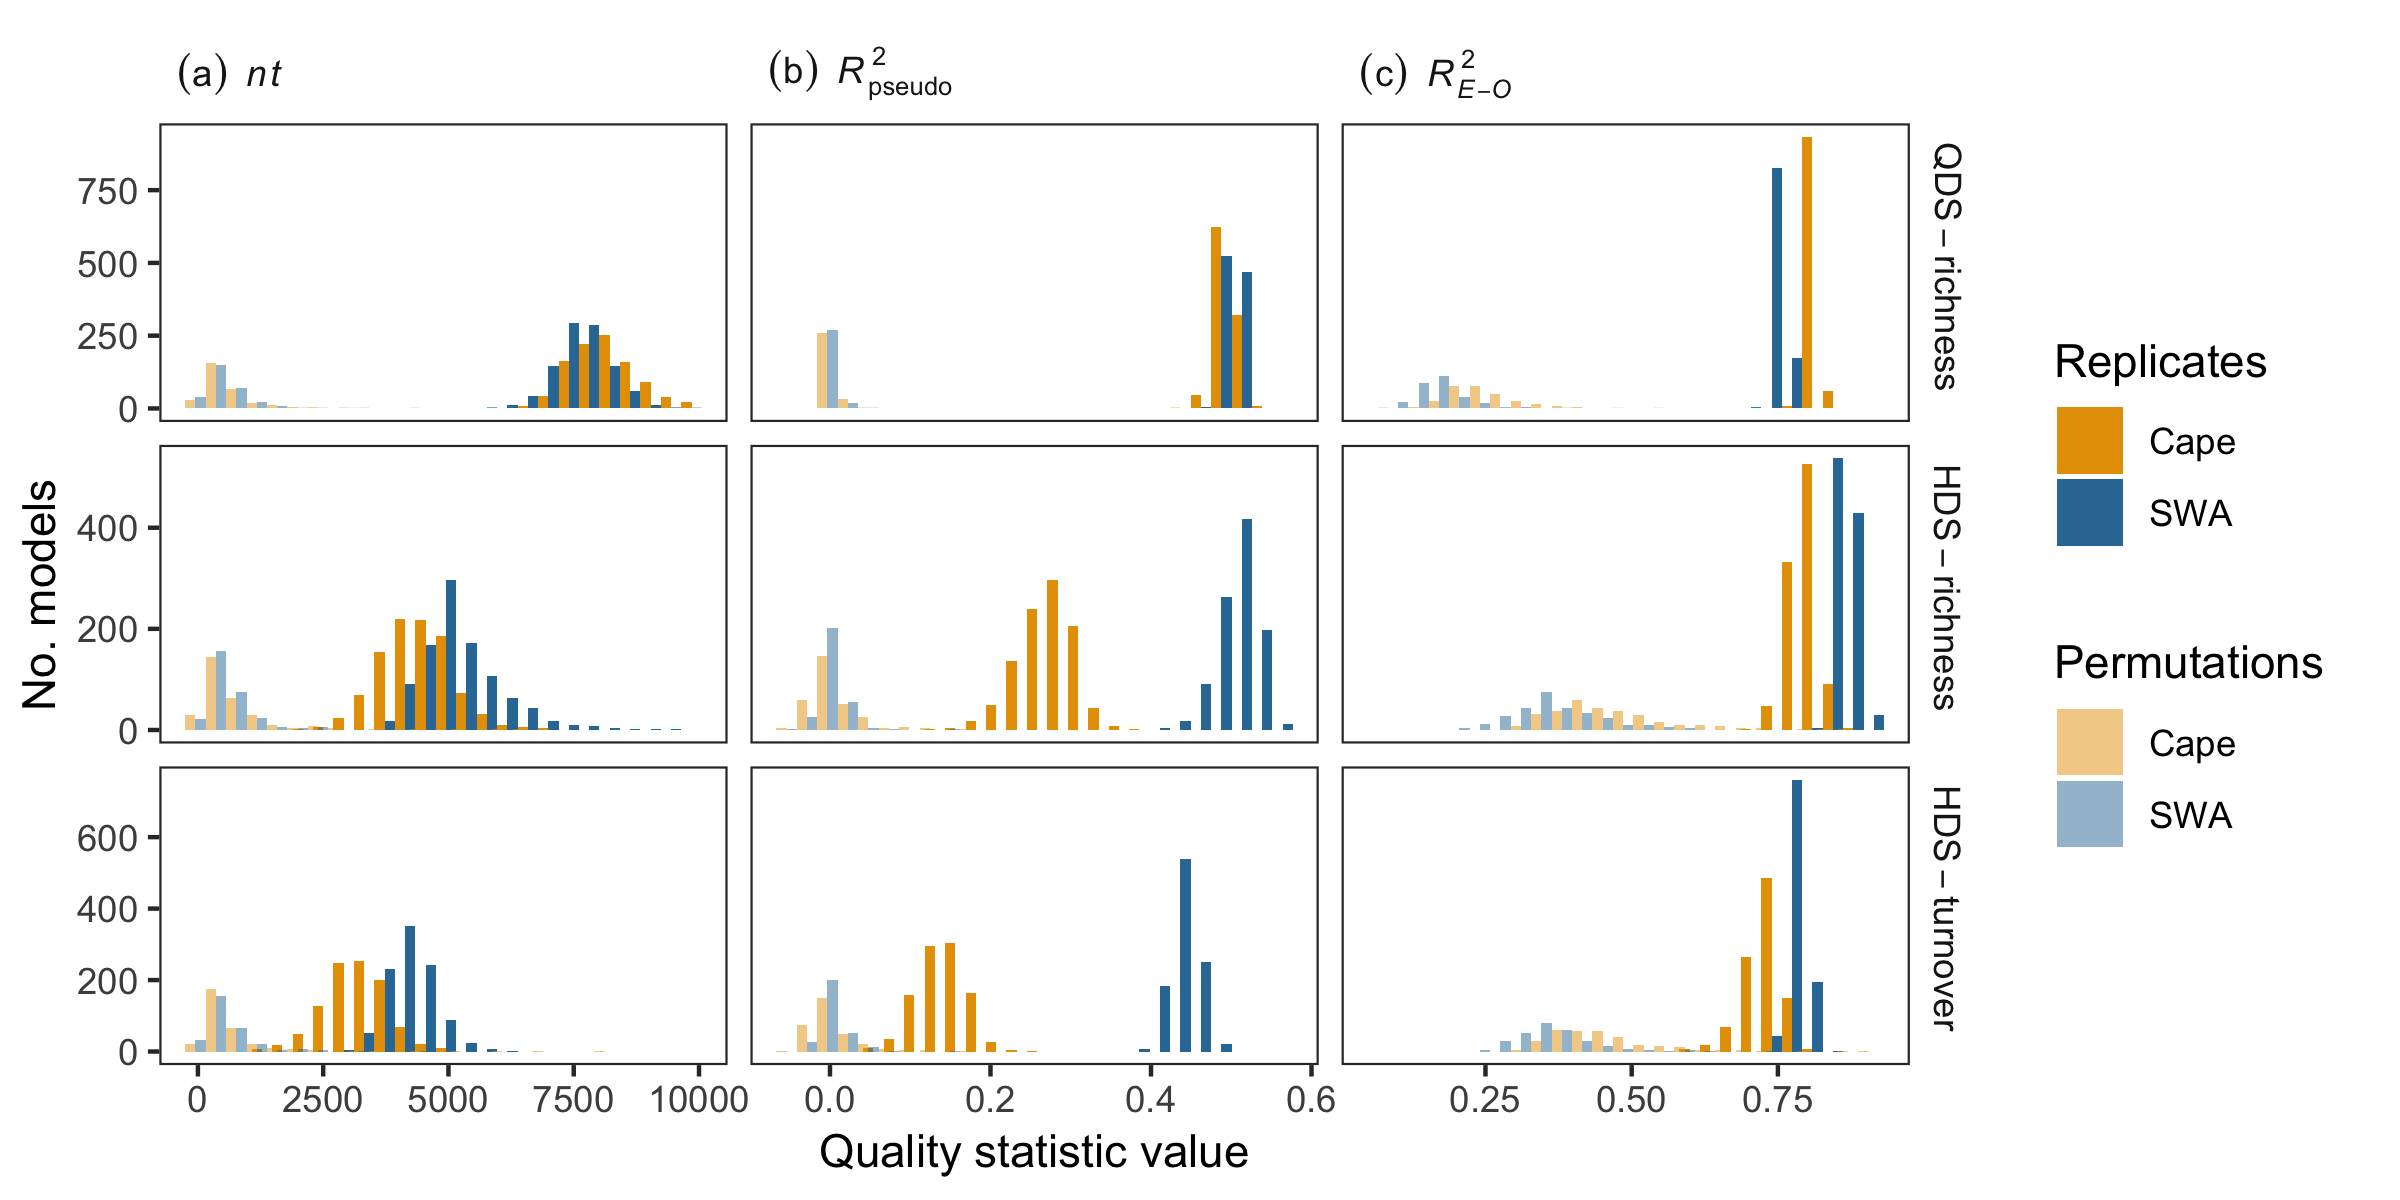 (a) nt
(b) R²pseudo
(c) R²E−O
QDS − richness
HDS − richness
HDS − turnover
No. models
750
500
250
0
400
200
0
600
400
200
0
0 2500 5000 7500 10000
0.0 0.2 0.4 0.6
0.25 0.50 0.75
Quality statistic value
Replicates
Cape
SWA
Permutations
Cape
SWA